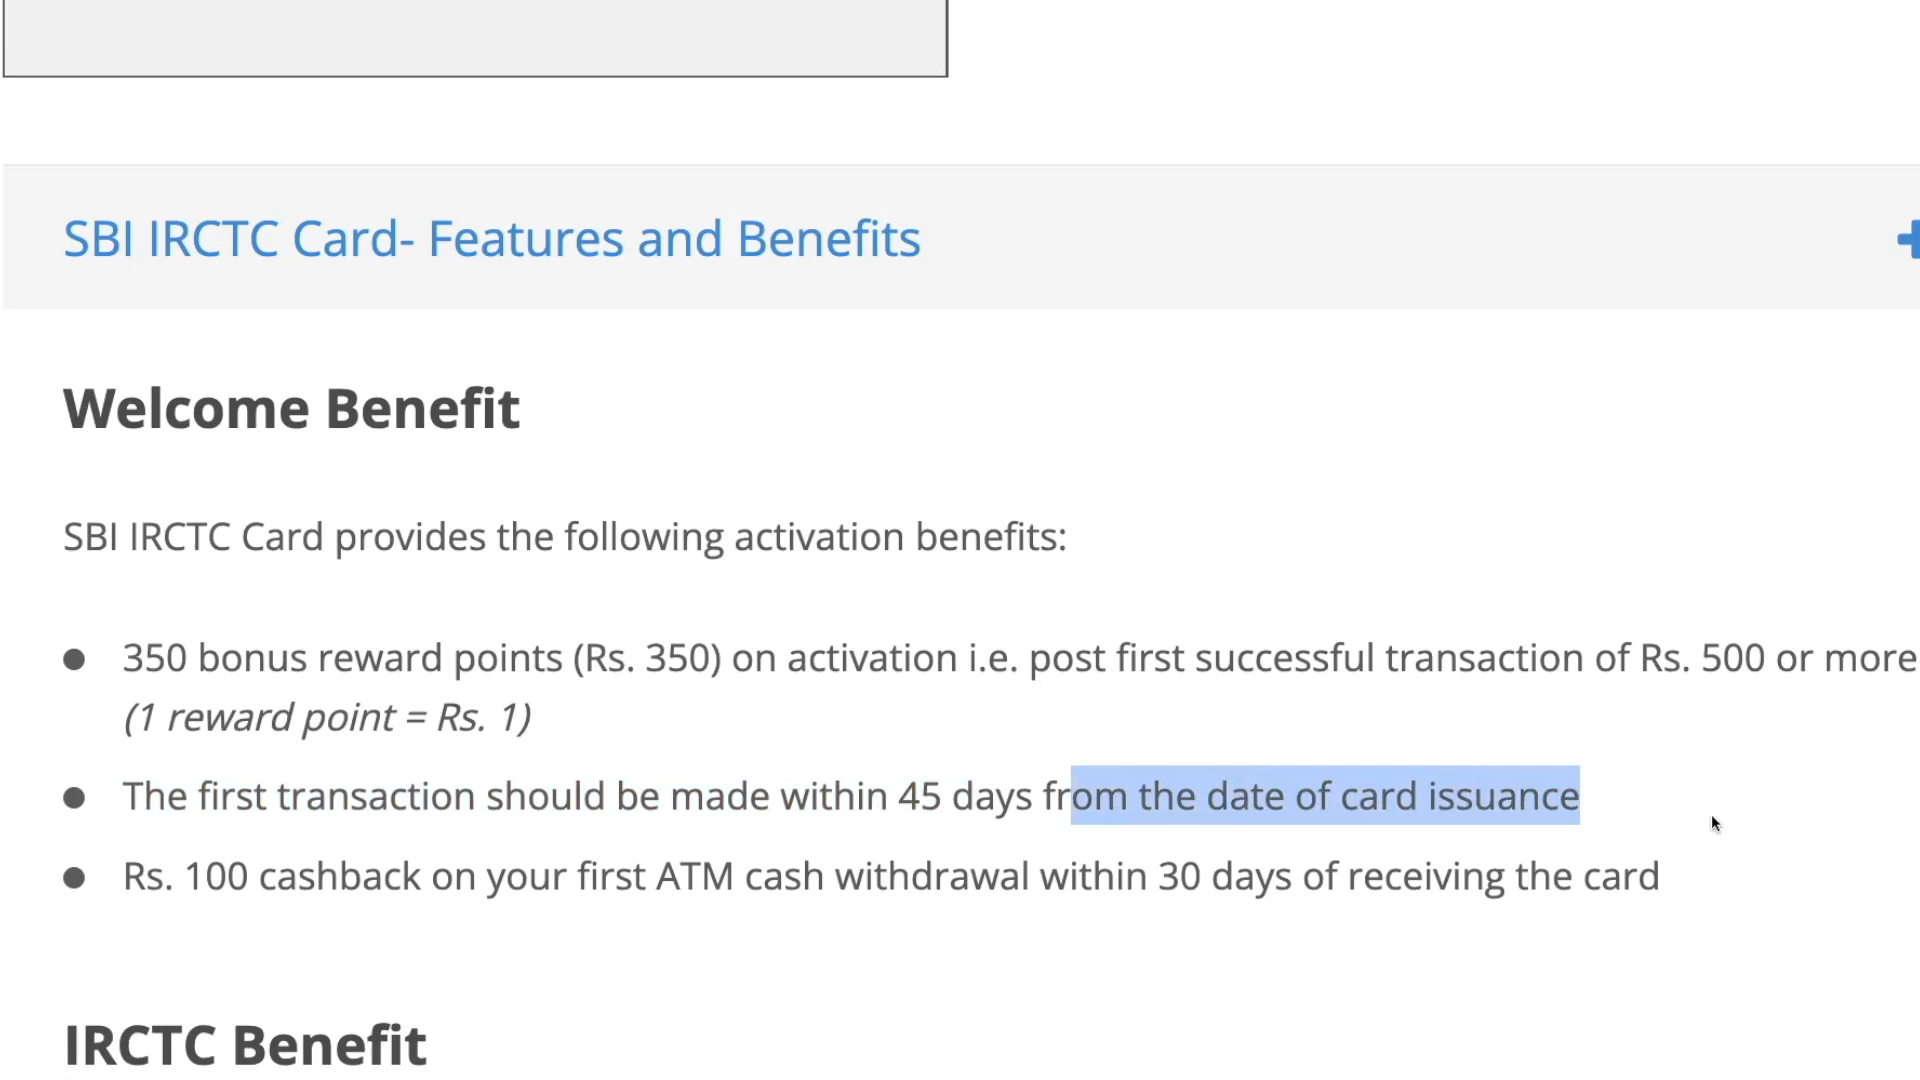 SBI IRCTC Card- Features and Benefits
Welcome Benefit
SBI IRCTC Card provides the following activation benefits:
● 350 bonus reward points (Rs. 350) on activation i.e. post first successful transaction of Rs. 500 or more
(1 reward point = Rs. 1)
● The first transaction should be made within 45 days from the date of card issuance
● Rs. 100 cashback on your first ATM cash withdrawal within 30 days of receiving the card
IRCTC Benefit